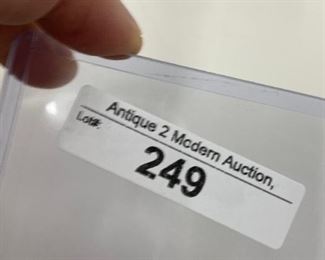 Antique 2 Modern Auction,
Lot#:
249